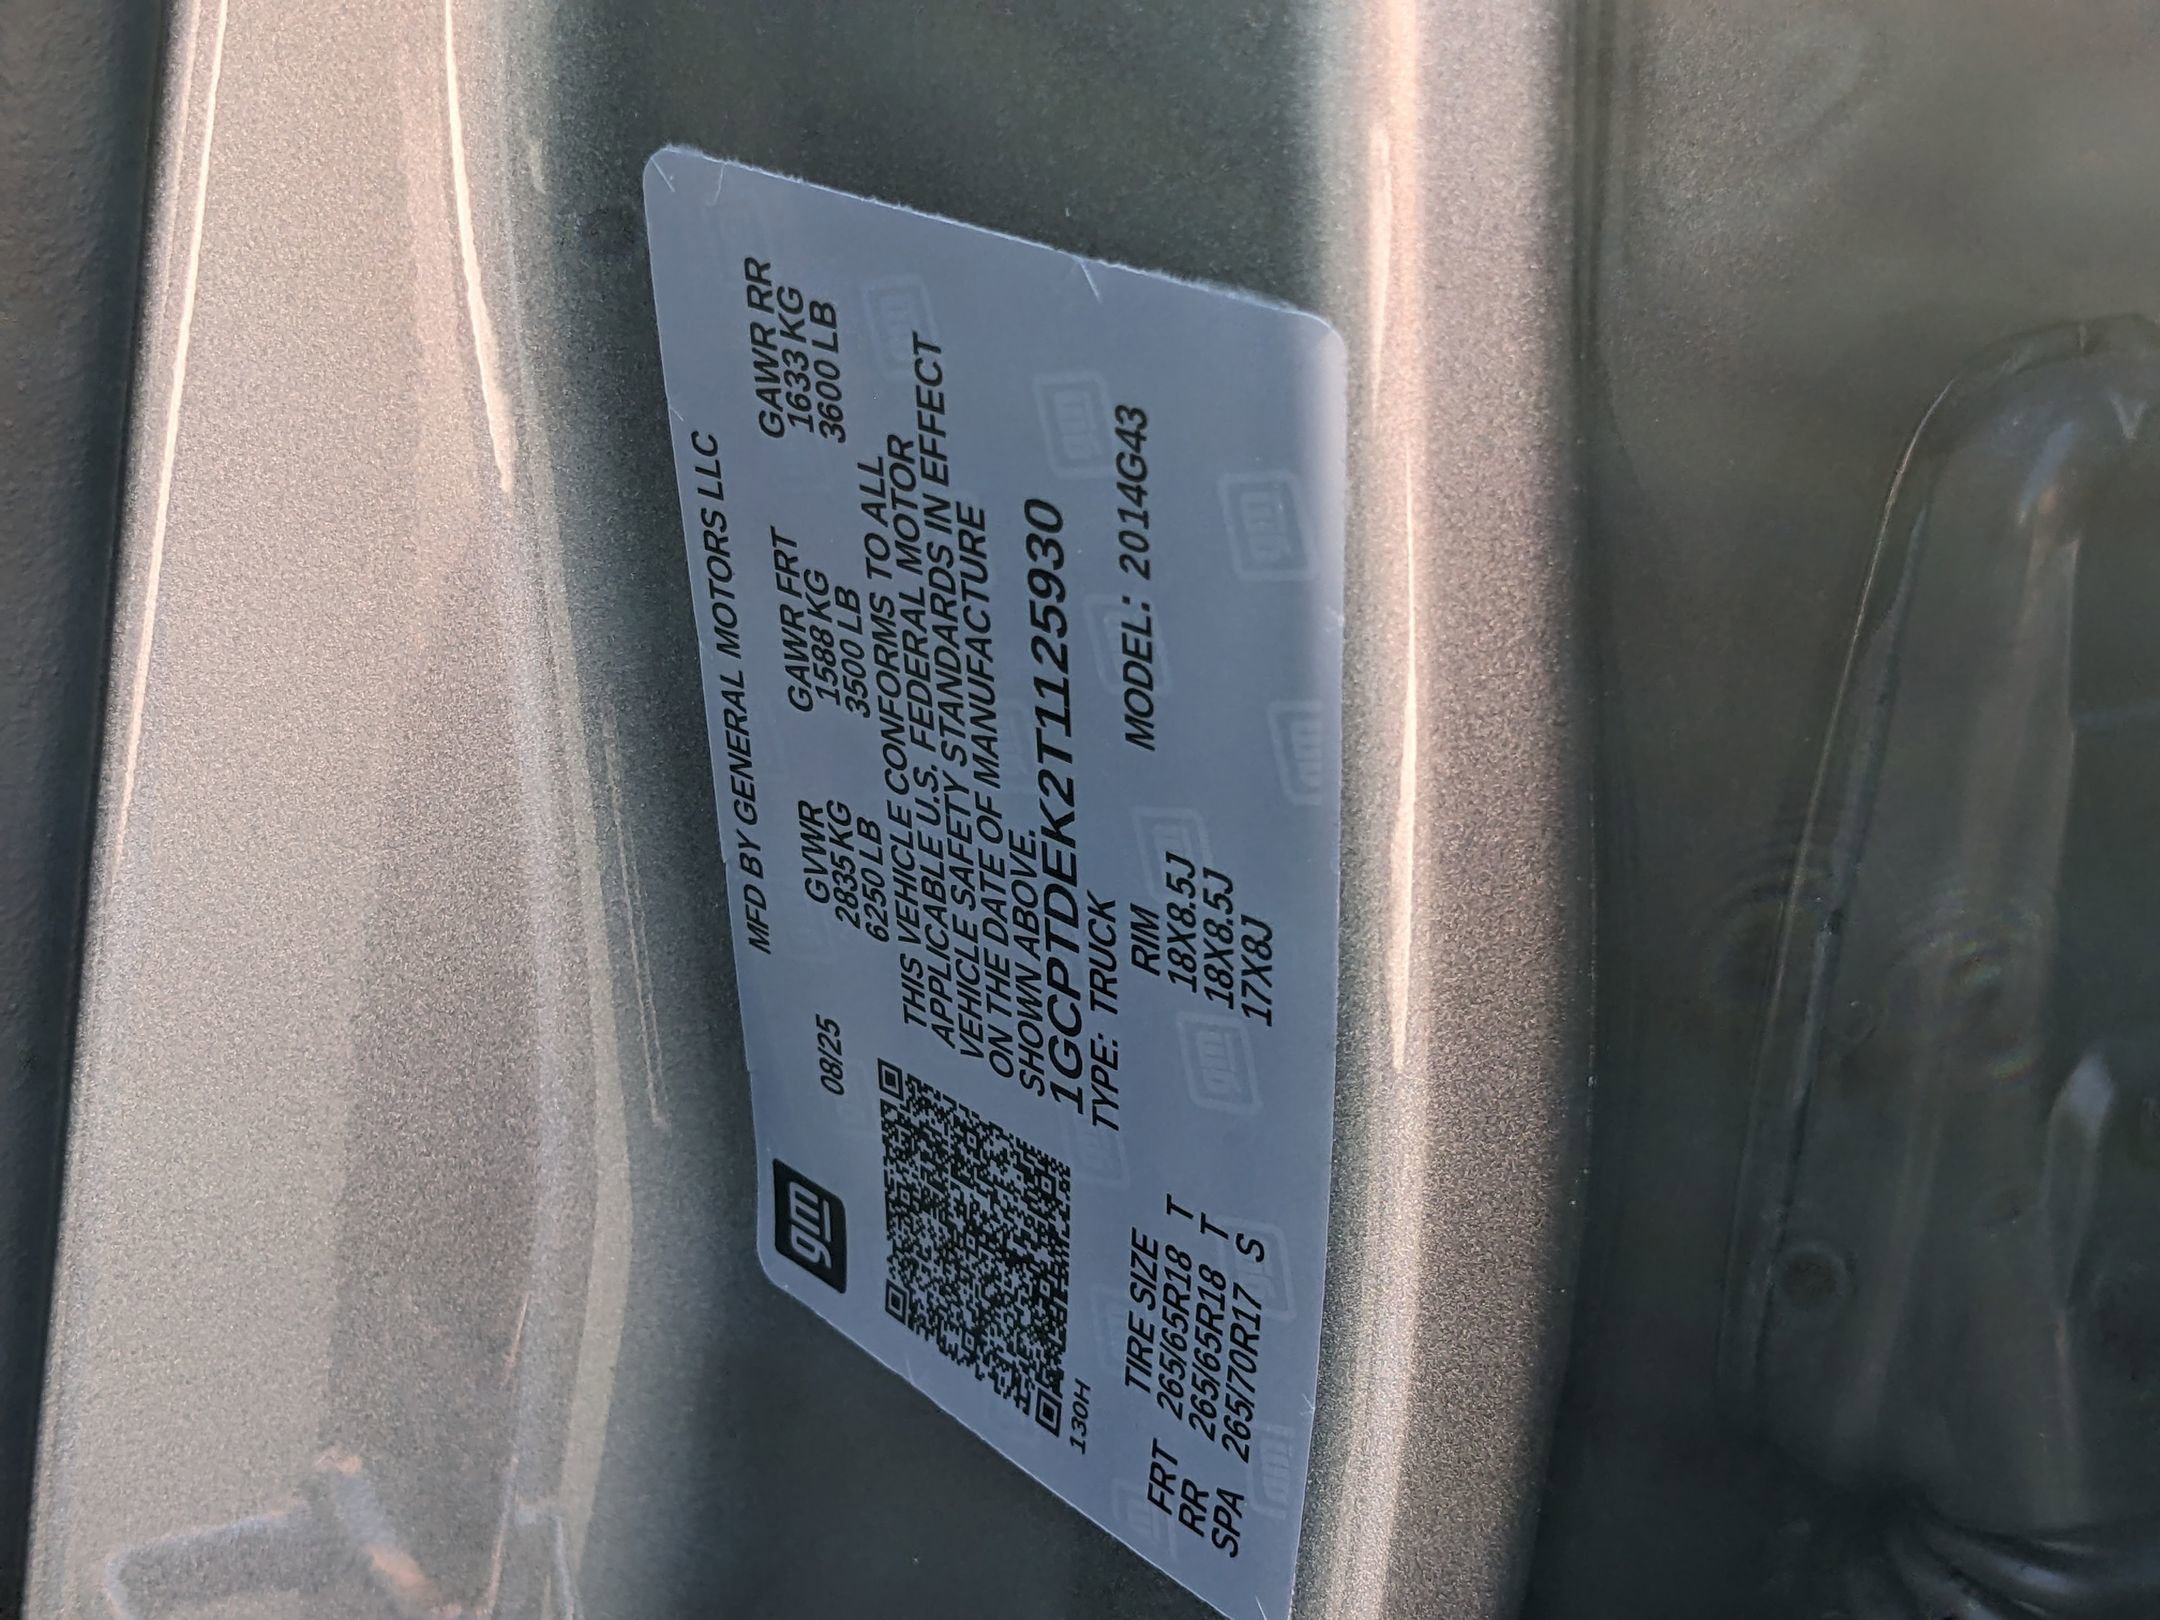 MFD BY GENERAL MOTORS LLC
gm 08/25 GVWR GAWR FRT GAWR RR
2835 KG 1588 KG 1633 KG
6250 LB 3500 LB 3600 LB
THIS VEHICLE CONFORMS TO ALL
APPLICABLE U.S. FEDERAL MOTOR
VEHICLE SAFETY STANDARDS IN EFFECT
ON THE DATE OF MANUFACTURE
SHOWN ABOVE.
1GCPTDEK2T1125930
130H TYPE: TRUCK MODEL: 2014G43
TIRE SIZE RIM
FRT 265/65R18 T 18X8.5J
RR 265/65R18 T 18X8.5J
SPA 265/70R17 S 17X8J